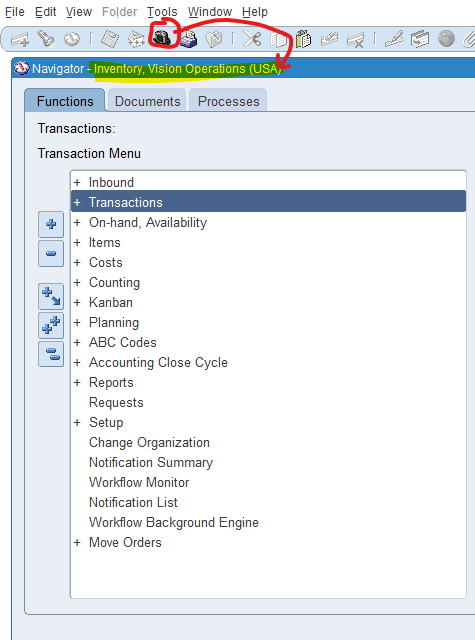 File Edit View Folder Tools Window Help
Navigator - Inventory, Vision Operations (USA)
Functions Documents Processes
Transactions:
Transaction Menu
+ Inbound
+ Transactions
+ On-hand, Availability
+ Items
+ Costs
+ Counting
+ Kanban
+ Planning
+ ABC Codes
+ Accounting Close Cycle
+ Reports
Requests
+ Setup
Change Organization
Notification Summary
Workflow Monitor
Notification List
Workflow Background Engine
+ Move Orders